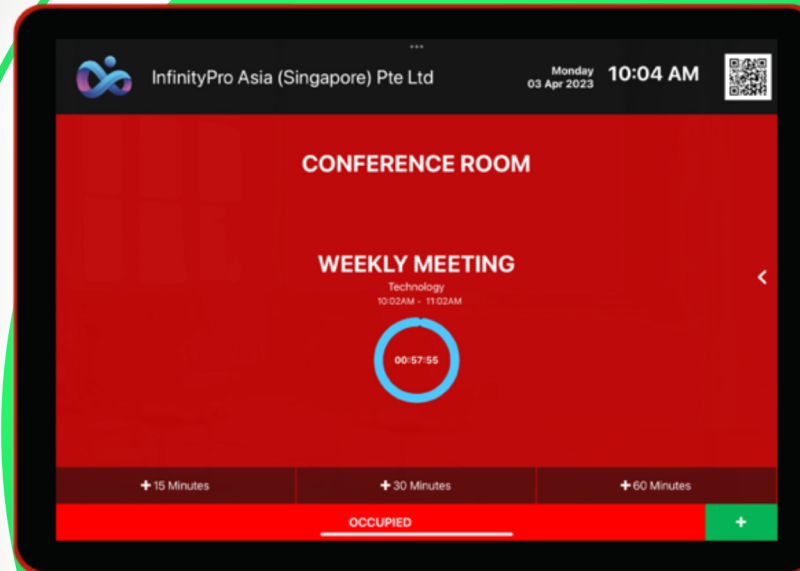 InfinityPro Asia (Singapore) Pte Ltd
Monday
03 Apr 2023
10:04 AM
CONFERENCE ROOM
WEEKLY MEETING
Technology
10:02AM - 11:02AM
00:57:55
+ 15 Minutes
+ 30 Minutes
+ 60 Minutes
OCCUPIED
+